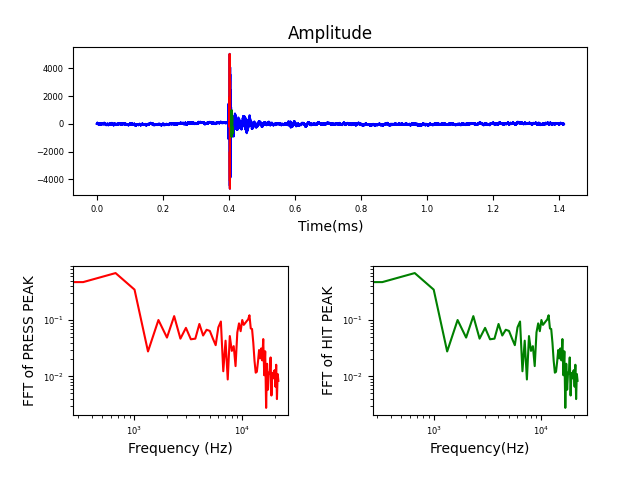 Amplitude
4000
2000
0
−2000
−4000
0.0 0.2 0.4 0.6 0.8 1.0 1.2 1.4
Time(ms)
FFT of PRESS PEAK
10⁻¹
10⁻²
10³ 10⁴
Frequency (Hz)
FFT of HIT PEAK
10⁻¹
10⁻²
10³ 10⁴
Frequency(Hz)